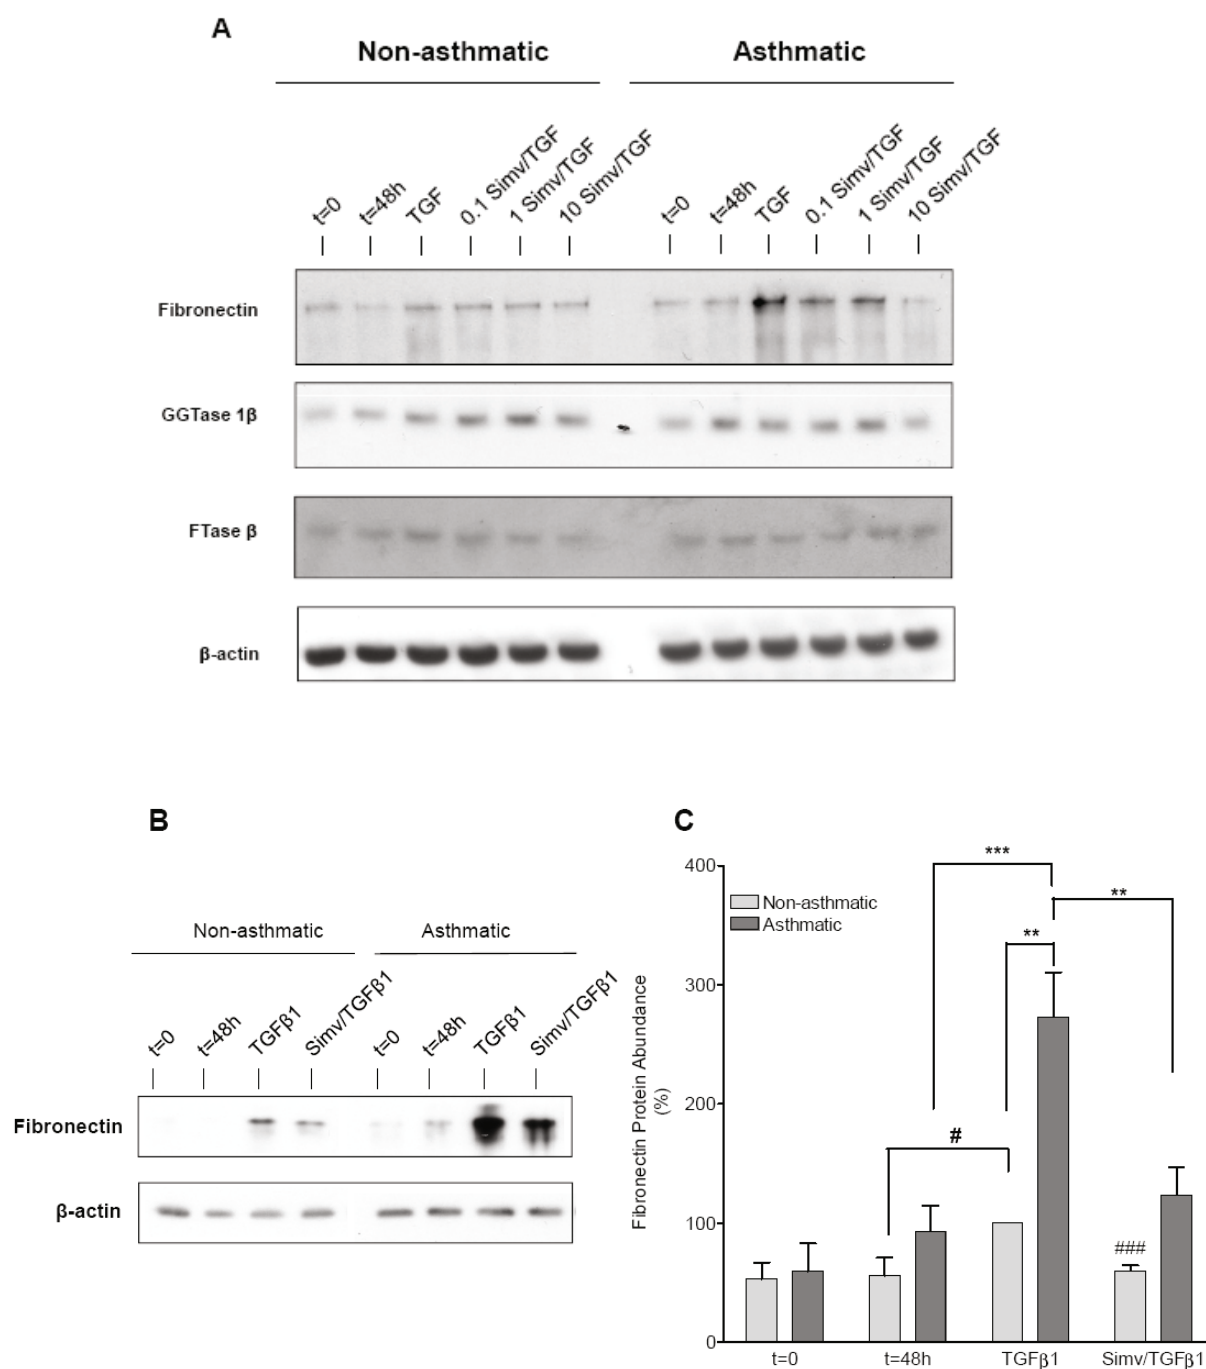 A
Non-asthmatic Asthmatic
t=0 t=48h TGF 0.1 Simv/TGF 1 Simv/TGF 10 Simv/TGF t=0 t=48h TGF 0.1 Simv/TGF 1 Simv/TGF 10 Simv/TGF
Fibronectin
GGTase 1β
FTase β
β-actin
B
Non-asthmatic Asthmatic
t=0 t=48h TGFβ1 Simv/TGFβ1 t=0 t=48h TGFβ1 Simv/TGFβ1
Fibronectin
β-actin
C
Fibronectin Protein Abundance
(%)
400
300
200
100
0
Non-asthmatic
Asthmatic
***
**
**
#
###
t=0 t=48h TGFβ1 Simv/TGFβ1